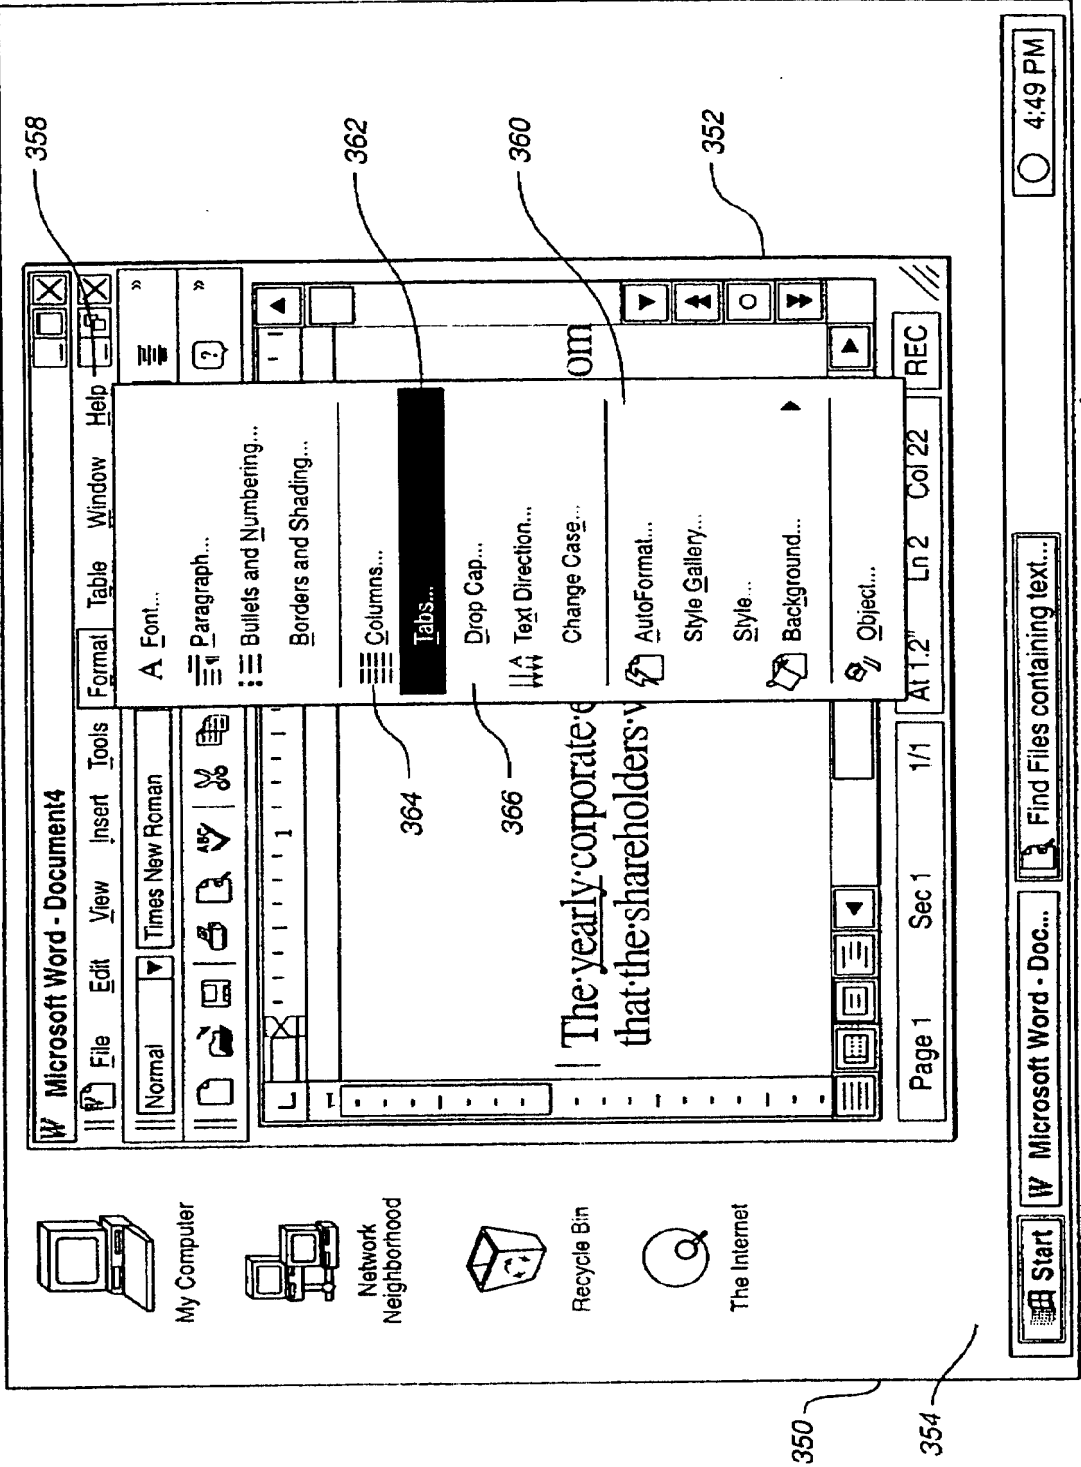 W Microsoft Word - Document4
File Edit View Insert Tools Format Table Window Help
358
Normal Times New Roman
ABC
?
A Font...
Paragraph...
Bullets and Numbering...
Borders and Shading...
Columns...
Tabs...
Drop Cap...
Text Direction...
Change Case...
AutoFormat...
Style Gallery...
Style...
Background...
Object...
362
360
364
366
352
L
1
1
The·yearly·corporate·e
om
that·the·shareholders·v
Page 1 Sec 1 1/1 At 1.2" Ln 2 Col 22 REC
My Computer
Network
Neighborhood
Recycle Bin
The Internet
Start W Microsoft Word - Doc... Find Files containing text... 4:49 PM
350
354